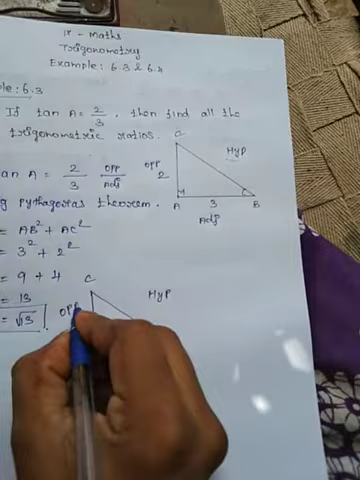 IX - Maths
Trigonometry
Example: 6.3 & 6.4
ple: 6.3
If tan A = 2/3, then find all the
trigonometric ratios.
C
Hyp
tan A = 2/3 opp/Adj
opp
2
A 3 B
Adj
g pythagoras theorem.
= AB² + AC²
= 3² + 2²
= 9 + 4
= 13
= √13
C
Hyp
opp